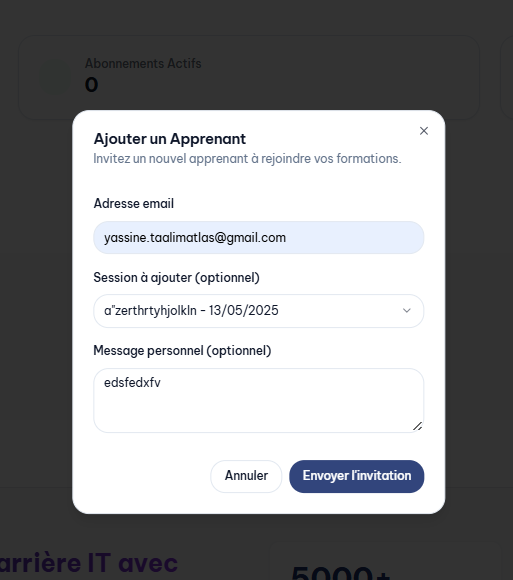 Abonnements Actifs
0
Ajouter un Apprenant
Invitez un nouvel apprenant à rejoindre vos formations.
Adresse email
yassine.taalimatlas@gmail.com
Session à ajouter (optionnel)
a"zerthrtyhjolkln - 13/05/2025
Message personnel (optionnel)
edsfedxfv
Annuler
Envoyer l'invitation
arrière IT avec
5000+